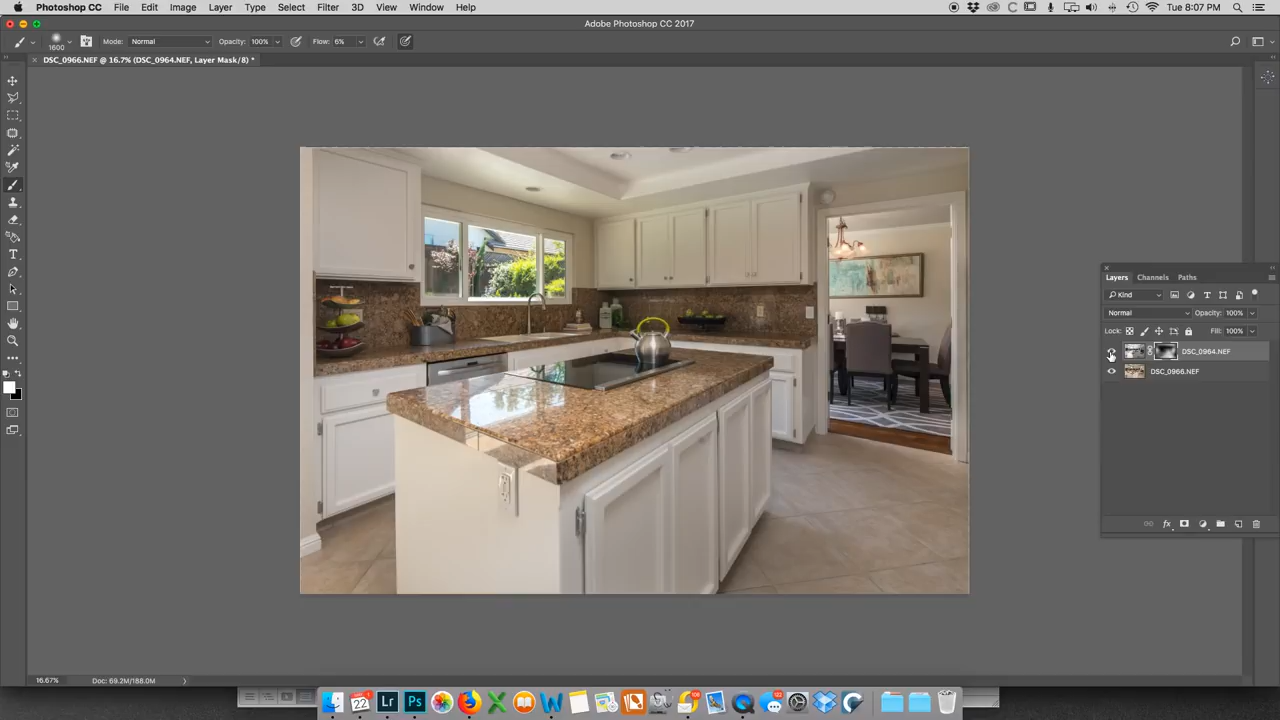 Photoshop CC File Edit Image Layer Type Select Filter 3D View Window Help Tue 8:07 PM
Adobe Photoshop CC 2017
1600 Mode: Normal Opacity: 100% Flow: 6%
DSC_0966.NEF @ 16.7% (DSC_0964.NEF, Layer Mask/8) *
Layers Channels Paths
Kind
Normal Opacity: 100%
Lock: Fill: 100%
DSC_0964.NEF
DSC_0966.NEF
16.67% Doc: 69.2M/188.0M